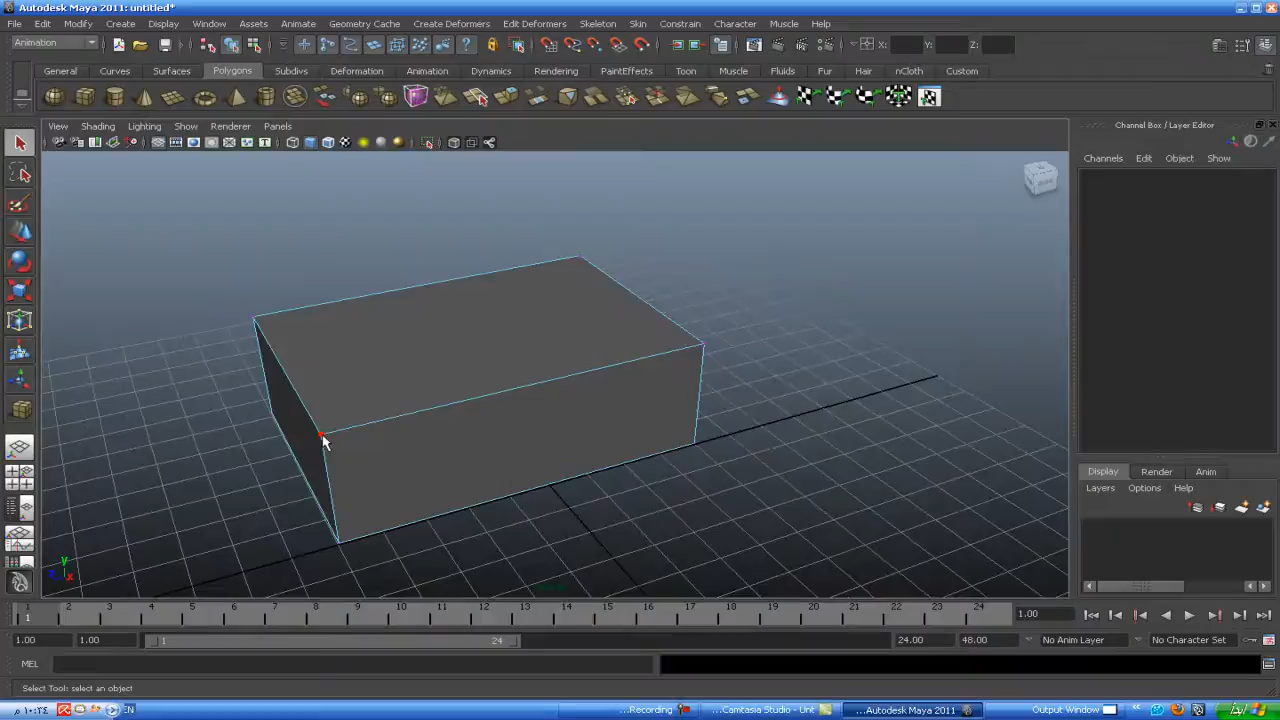 Autodesk Maya 2011: untitled*
File Edit Modify Create Display Window Assets Animate Geometry Cache Create Deformers Edit Deformers Skeleton Skin Constrain Character Muscle Help
Animation X: Y: Z:
General Curves Surfaces Polygons Subdivs Deformation Animation Dynamics Rendering PaintEffects Toon Muscle Fluids Fur Hair nCloth Custom
View Shading Lighting Show Renderer Panels
Channel Box / Layer Editor
Channels Edit Object Show
Display Render Anim
Layers Options Help
y
x
1 2 3 4 5 6 7 8 9 10 11 12 13 14 15 16 17 18 19 20 21 22 23 24
1
1.00
1.00 1.00 1 24 24.00 48.00 No Anim Layer No Character Set
MEL
Select Tool: select an object
١٠:٢٤ م EN ...Recording ...Camtasia Studio - Unt ...Autodesk Maya 2011 Output Window